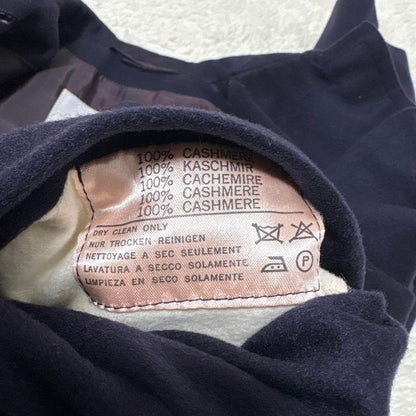 100% CASHMERE
100% KASCHMIR
100% CACHEMIRE
100% CASHMERE
100% CASHMERE
DRY CLEAN ONLY
NUR TROCKEN REINIGEN
NETTOYAGE A SEC SEULEMENT
LAVATURA A SECCO SOLAMENTE
LIMPIEZA EN SECO SOLAMENTE
P